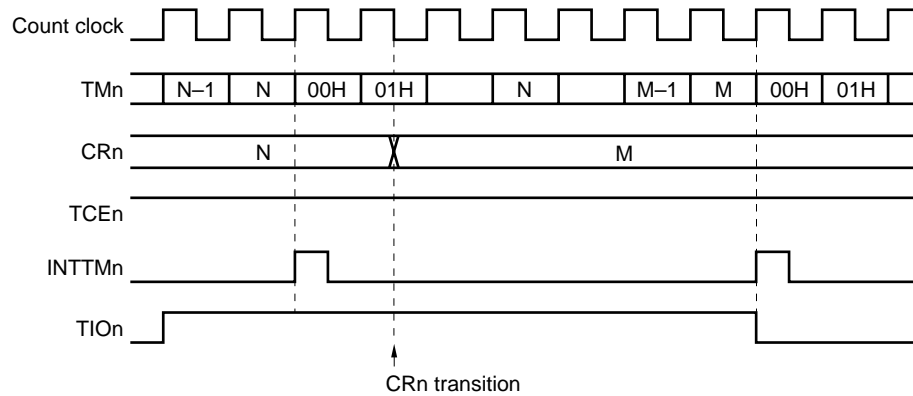 Count clock
TMn N–1 N 00H 01H N M–1 M 00H 01H
CRn N M
TCEn
INTTMn
TIOn
CRn transition